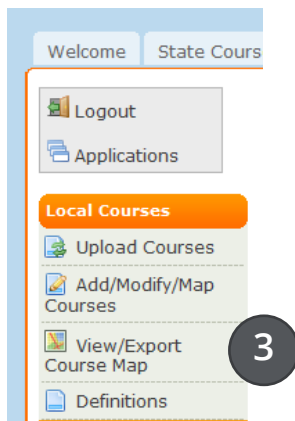 Welcome State Cours
Logout
Applications
Local Courses
Upload Courses
Add/Modify/Map
Courses
View/Export
Course Map
3
Definitions